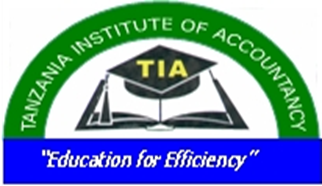 TANZANIA INSTITUTE OF ACCOUNTANCY
TIA
"Education for Efficiency"